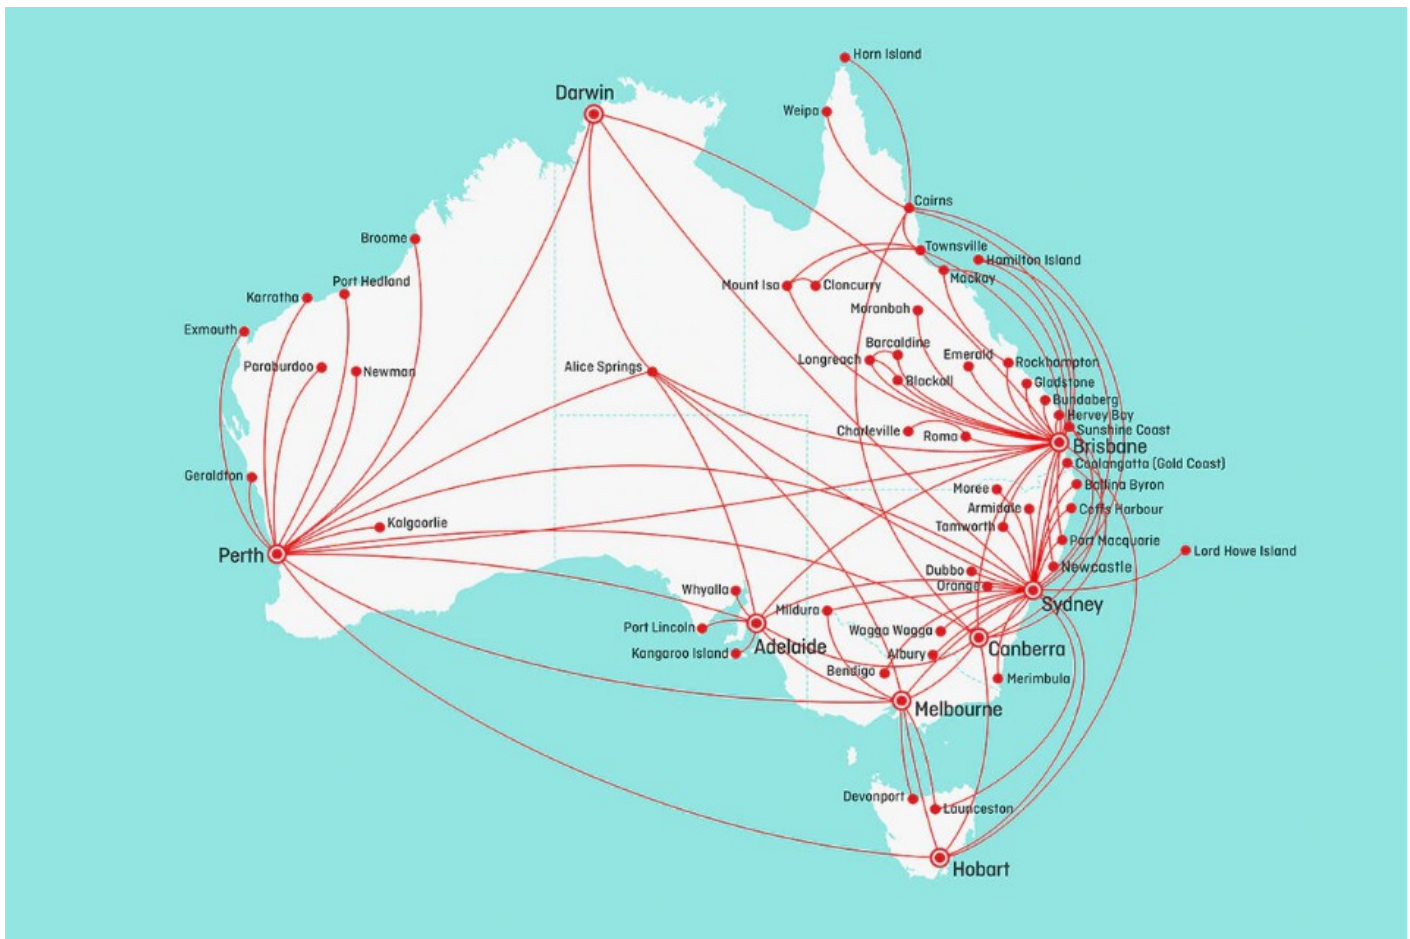 Horn Island
Darwin
Weipa
Cairns
Broome
Townsville
Hamilton Island
Mackay
Port Hedland
Karratha
Mount Isa
Cloncurry
Moranbah
Exmouth
Barcaldine
Longreach
Emerald
Rockhampton
Paraburdoo
Newman
Alice Springs
Blackall
Gladstone
Bundaberg
Hervey Bay
Charleville
Roma
Sunshine Coast
Brisbane
Coolangatta (Gold Coast)
Geraldton
Moree
Ballina Byron
Armidale
Coffs Harbour
Kalgoorlie
Tamworth
Port Macquarie
Perth
Lord Howe Island
Dubbo
Newcastle
Whyalla
Orange
Sydney
Mildura
Port Lincoln
Wagga Wagga
Adelaide
Canberra
Kangaroo Island
Albury
Bendigo
Merimbula
Melbourne
Devonport
Launceston
Hobart